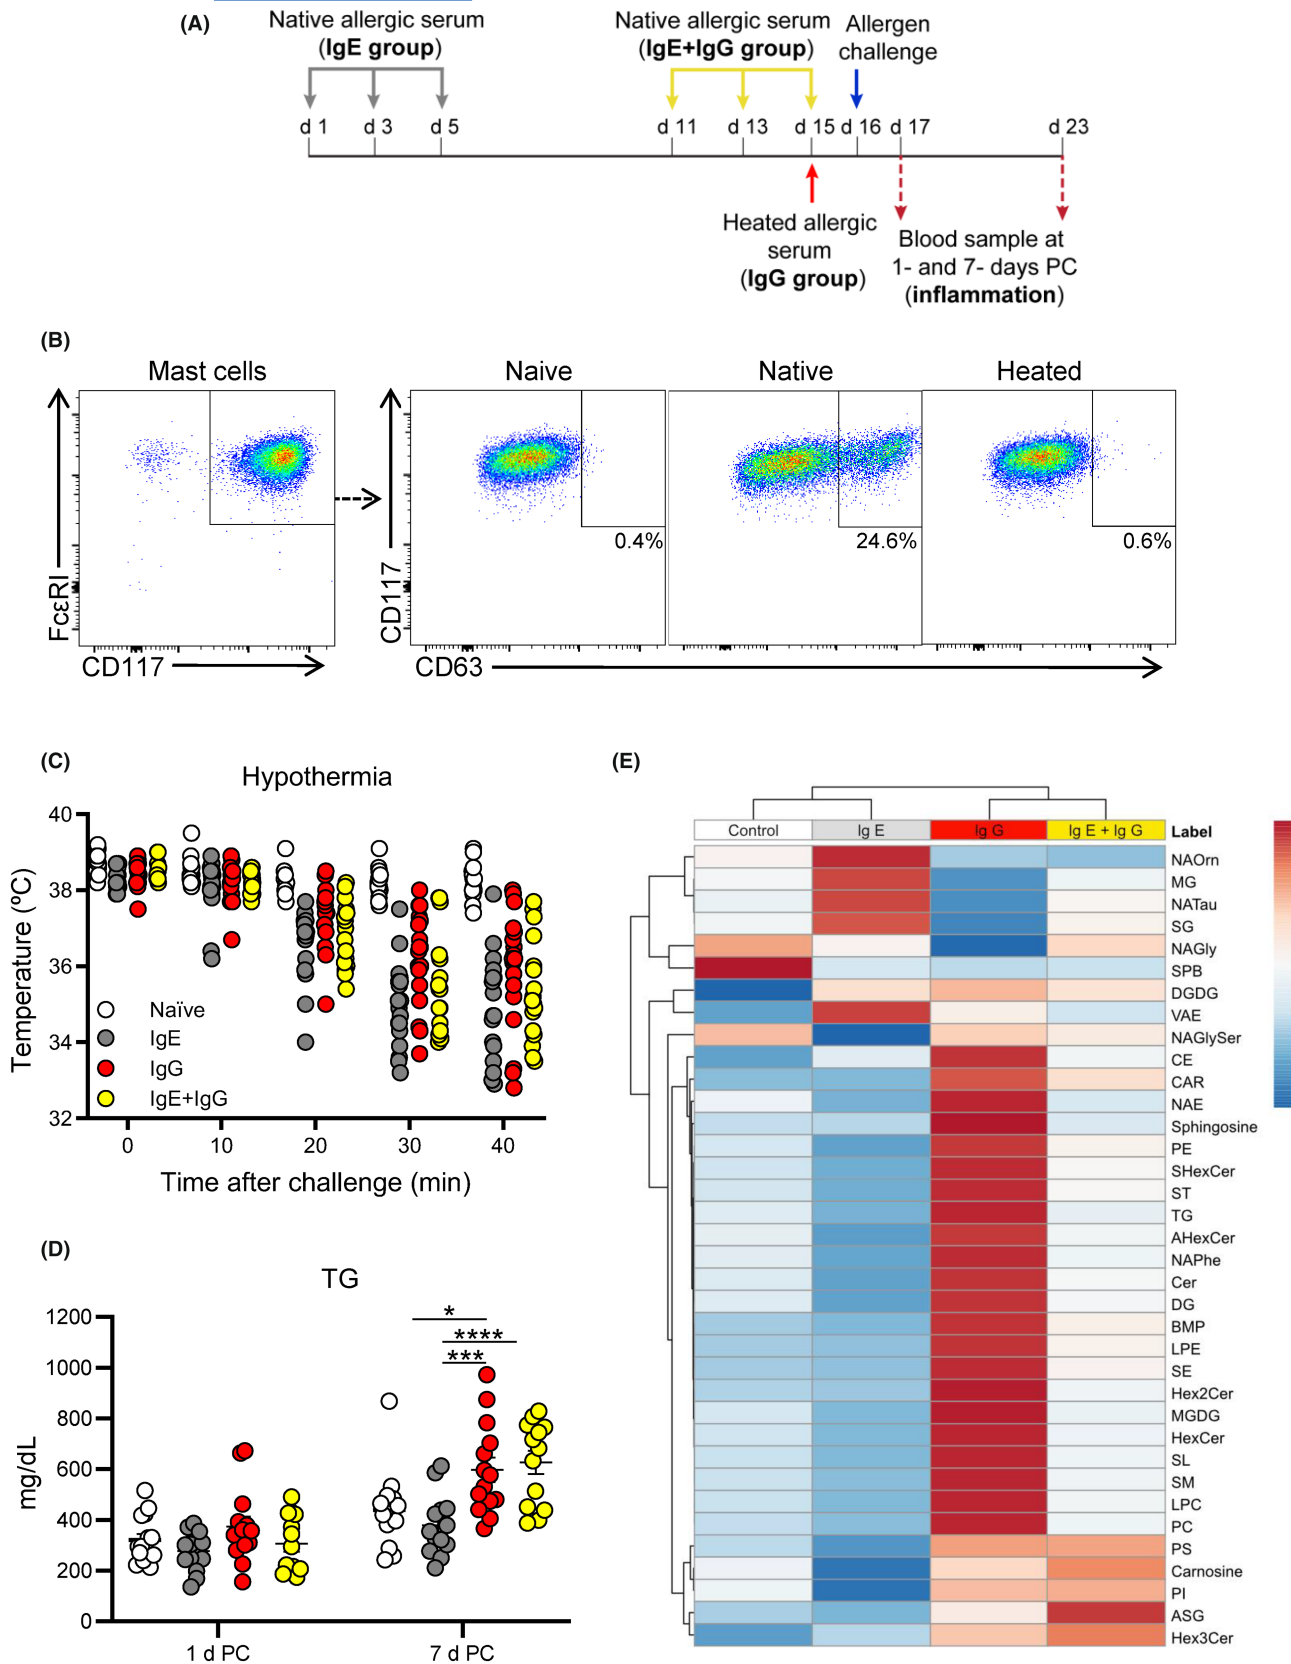 (A)
Native allergic serum
(IgE group)
Native allergic serum
(IgE+IgG group)
Allergen
challenge
d 1
d 3
d 5
d 11
d 13
d 15
d 16
d 17
d 23
Heated allergic
serum
(IgG group)
Blood sample at
1- and 7- days PC
(inflammation)
(B)
Mast cells
Naive
Native
Heated
FcεRI
CD117
CD117
0.4%
24.6%
0.6%
CD63
(C)
Hypothermia
Temperature (ºC)
40
38
36
34
32
Naïve
IgE
IgG
IgE+IgG
0
10
20
30
40
Time after challenge (min)
(D)
TG
mg/dL
1200
1000
800
600
400
200
0
*
****
***
1 d PC
7 d PC
(E)
Control
Ig E
Ig G
Ig E + Ig G
Label
NAOrn
MG
NATau
SG
NAGly
SPB
DGDG
VAE
NAGlySer
CE
CAR
NAE
Sphingosine
PE
SHexCer
ST
TG
AHexCer
NAPhe
Cer
DG
BMP
LPE
SE
Hex2Cer
MGDG
HexCer
SL
SM
LPC
PC
PS
Carnosine
PI
ASG
Hex3Cer